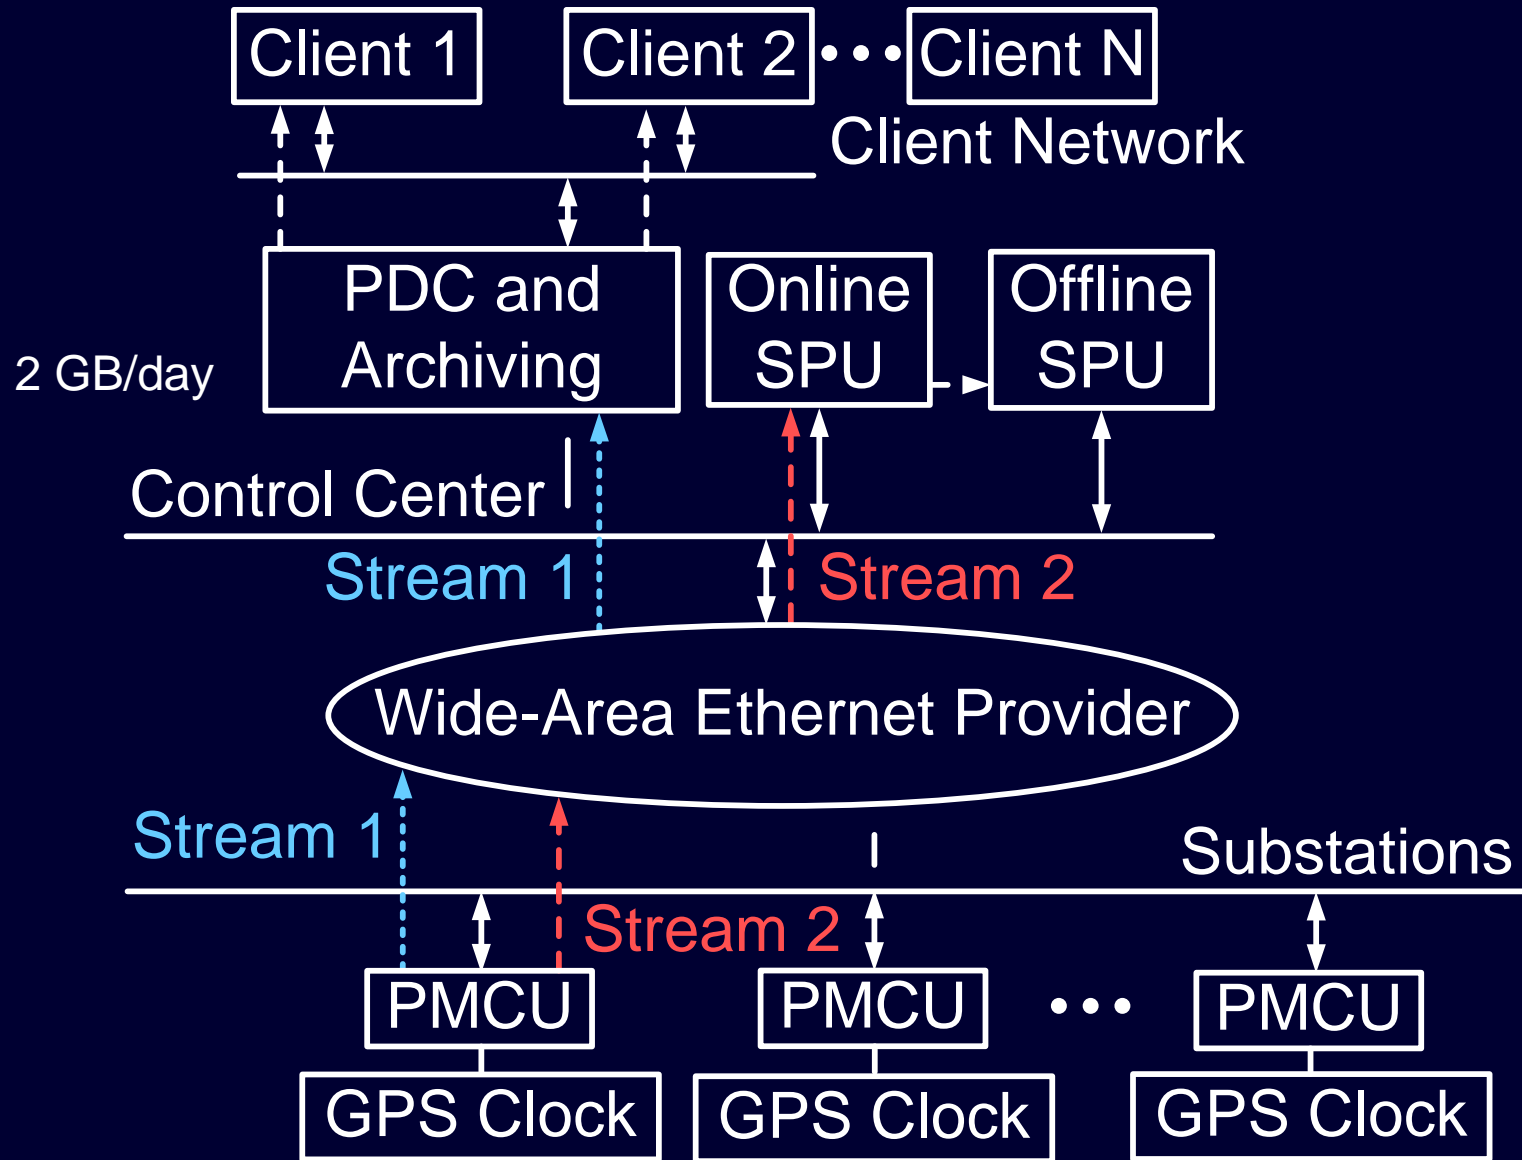 Client 1
Client 2
Client N
Client Network
PDC and
Archiving
Online
SPU
Offline
SPU
2 GB/day
Control Center
Stream 1
Stream 2
Wide-Area Ethernet Provider
Stream 1
Substations
Stream 2
PMCU
PMCU
PMCU
GPS Clock
GPS Clock
GPS Clock